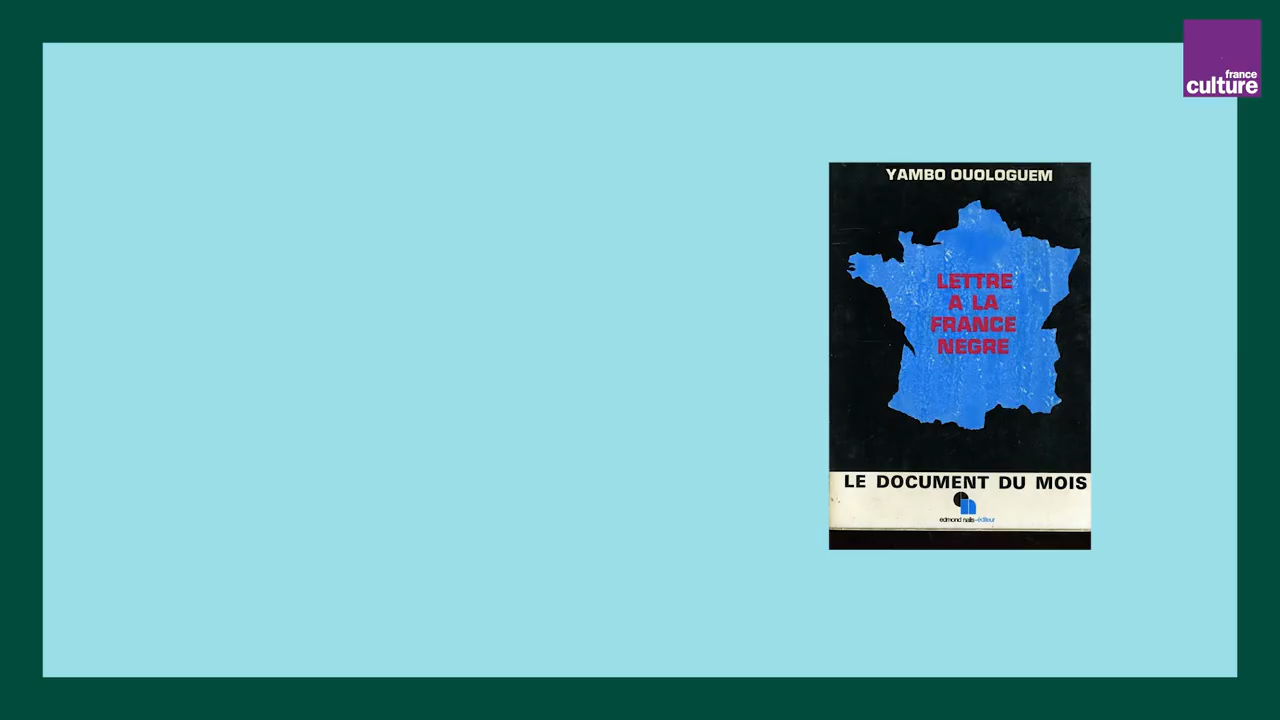 france
culture
YAMBO OUOLOGUEM
LETTRE
A LA
FRANCE
NEGRE
LE DOCUMENT DU MOIS
edmond nalis-éditeur